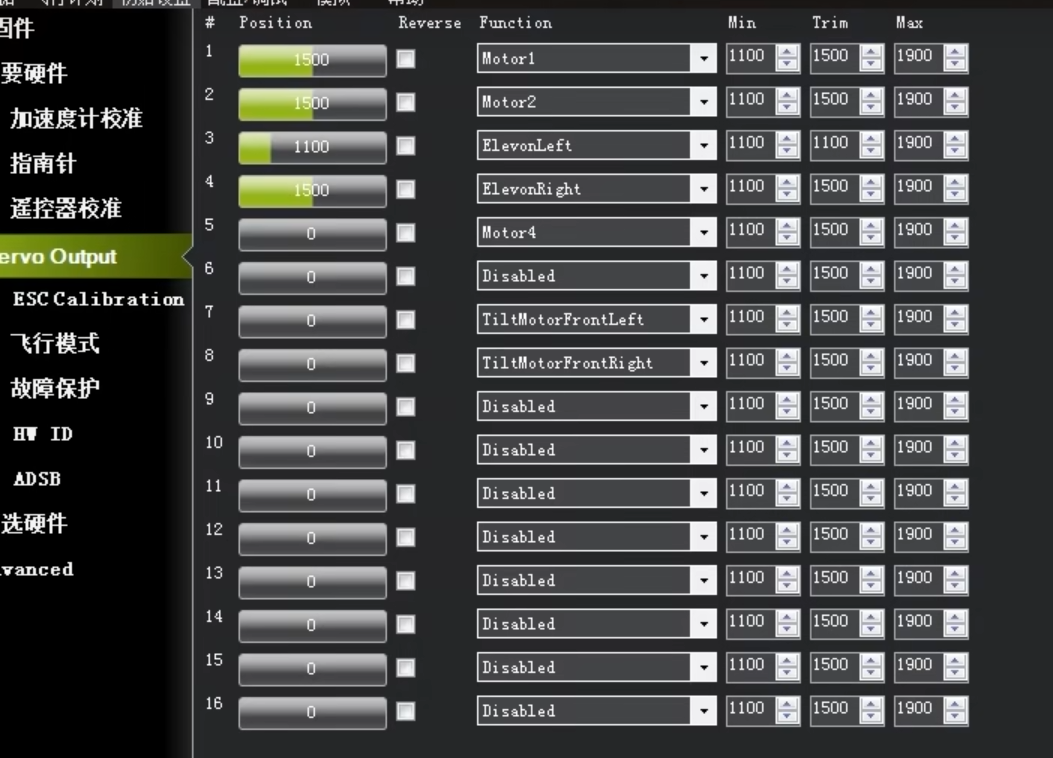 初始设置
固件
要硬件
加速度计校准
指南针
遥控器校准
ervo Output
ESC Calibration
飞行模式
故障保护
HW ID
ADSB
选硬件
vanced
# Position Reverse Function Min Trim Max
1 1500 Motor1 1100 1500 1900
2 1500 Motor2 1100 1500 1900
3 1100 ElevonLeft 1100 1100 1900
4 1500 ElevonRight 1100 1500 1900
5 0 Motor4 1100 1500 1900
6 0 Disabled 1100 1500 1900
7 0 TiltMotorFrontLeft 1100 1500 1900
8 0 TiltMotorFrontRight 1100 1500 1900
9 0 Disabled 1100 1500 1900
10 0 Disabled 1100 1500 1900
11 0 Disabled 1100 1500 1900
12 0 Disabled 1100 1500 1900
13 0 Disabled 1100 1500 1900
14 0 Disabled 1100 1500 1900
15 0 Disabled 1100 1500 1900
16 0 Disabled 1100 1500 1900